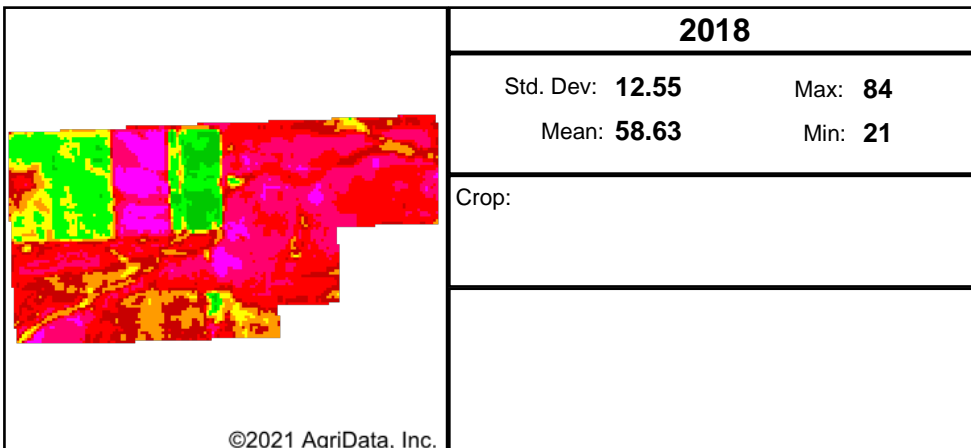 2018
Std. Dev: 12.55 Max: 84
Mean: 58.63 Min: 21
Crop:
©2021 AgriData, Inc.